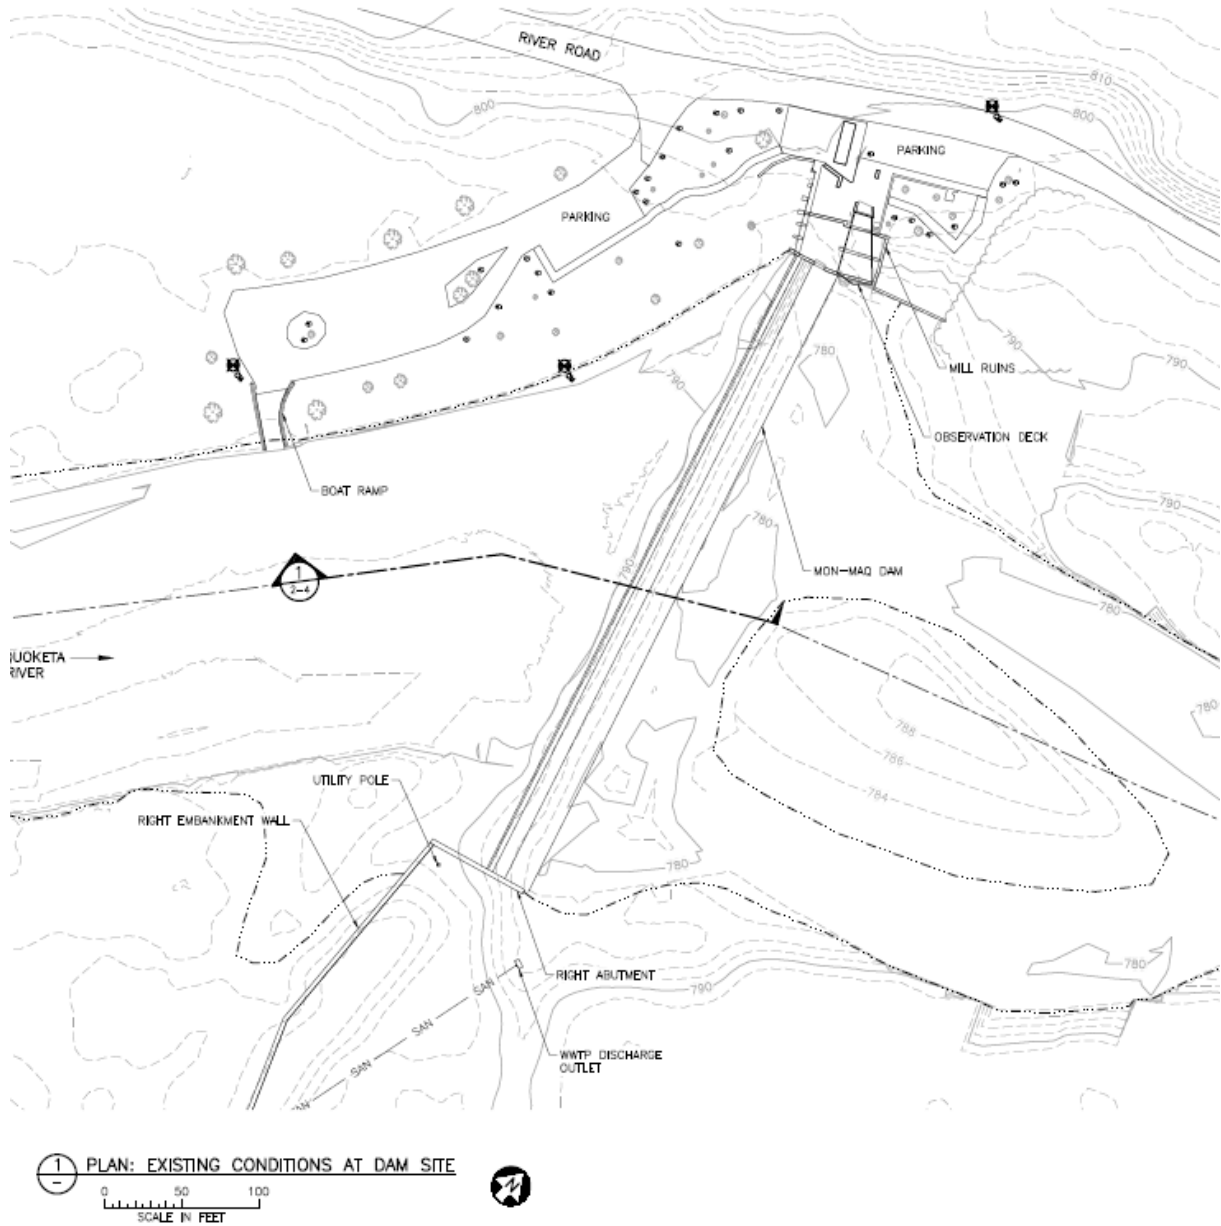 RIVER ROAD
810
800
800
PARKING
PARKING
790
780
790
MILL RUINS
790
OBSERVATION DECK
BOAT RAMP
790
780
790
MON-MAQ DAM
1
2-4
780
UOKETA
RIVER
780
788
786
784
UTILITY POLE
RIGHT EMBANKMENT WALL
780
780
RIGHT ABUTMENT
790
SAN
SAN
SAN
WWTP DISCHARGE
OUTLET
AN
1
PLAN: EXISTING CONDITIONS AT DAM SITE
0 50 100
SCALE IN FEET
N